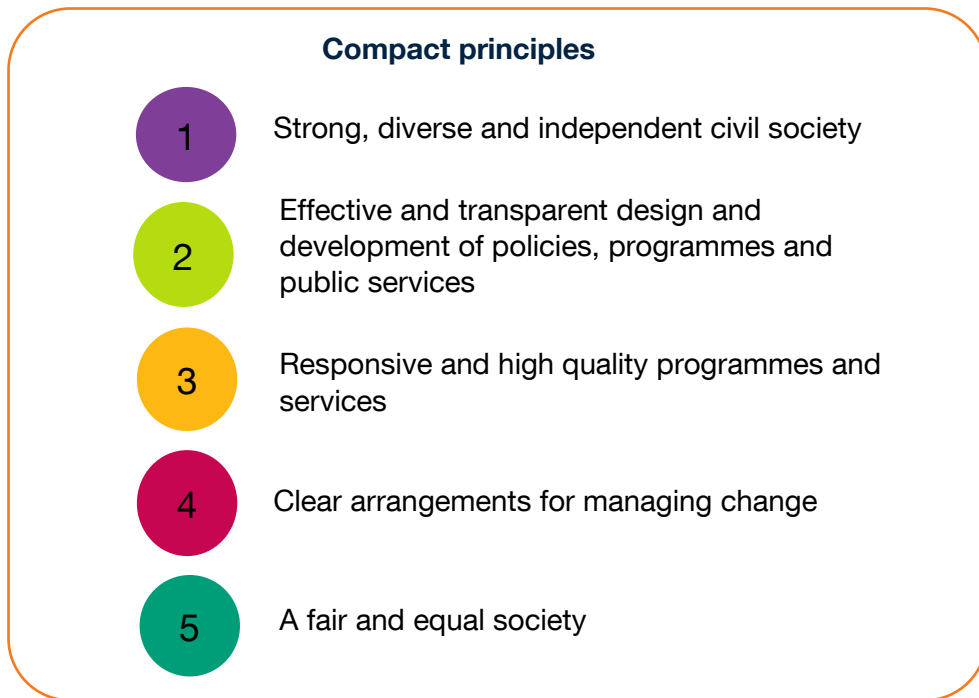 Compact principles
1 Strong, diverse and independent civil society
2 Effective and transparent design and
development of policies, programmes and
public services
3 Responsive and high quality programmes and
services
4 Clear arrangements for managing change
5 A fair and equal society